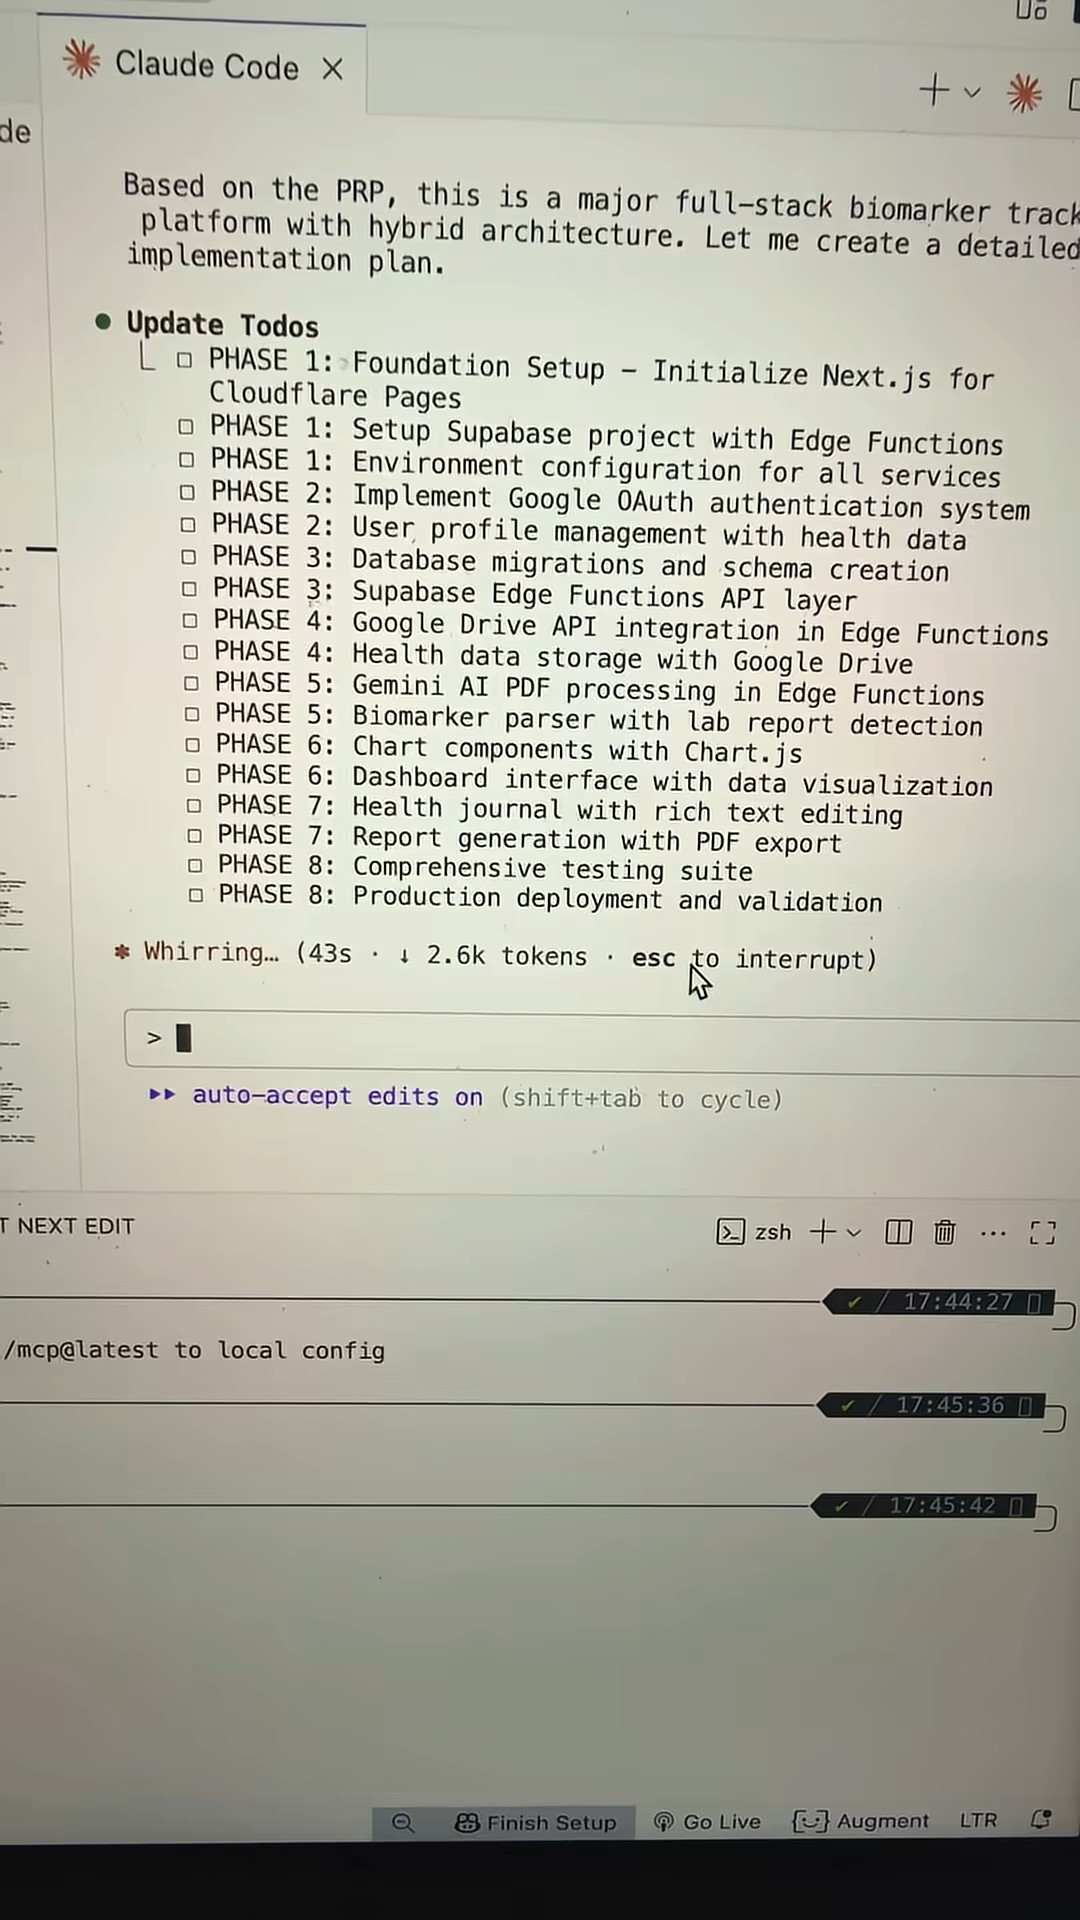 Claude Code
de
Based on the PRP, this is a major full-stack biomarker track
platform with hybrid architecture. Let me create a detailed
implementation plan.
Update Todos
PHASE 1: Foundation Setup – Initialize Next.js for
Cloudflare Pages
PHASE 1: Setup Supabase project with Edge Functions
PHASE 1: Environment configuration for all services
PHASE 2: Implement Google OAuth authentication system
PHASE 2: User profile management with health data
PHASE 3: Database migrations and schema creation
PHASE 3: Supabase Edge Functions API layer
PHASE 4: Google Drive API integration in Edge Functions
PHASE 4: Health data storage with Google Drive
PHASE 5: Gemini AI PDF processing in Edge Functions
PHASE 5: Biomarker parser with lab report detection
PHASE 6: Chart components with Chart.js
PHASE 6: Dashboard interface with data visualization
PHASE 7: Health journal with rich text editing
PHASE 7: Report generation with PDF export
PHASE 8: Comprehensive testing suite
PHASE 8: Production deployment and validation
* Whirring… (43s · ↓ 2.6k tokens · esc to interrupt)
>
auto-accept edits on (shift+tab to cycle)
T NEXT EDIT
zsh
✓ / 17:44:27
/mcp@latest to local config
✓ / 17:45:36
✓ / 17:45:42
Finish Setup Go Live Augment LTR